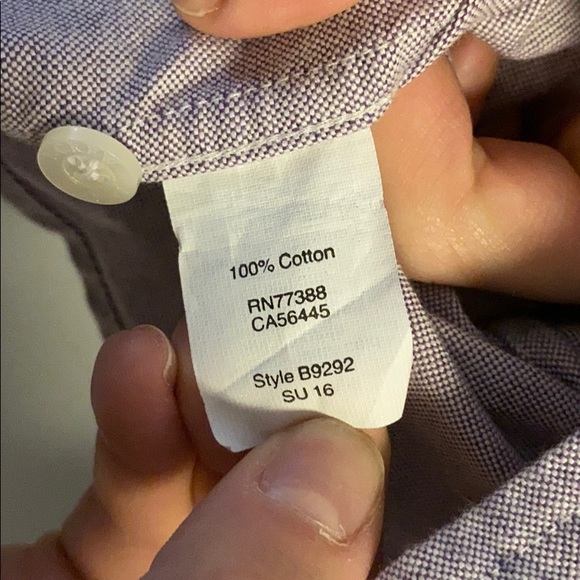 100% Cotton
RN77388
CA56445
Style B9292
SU 16